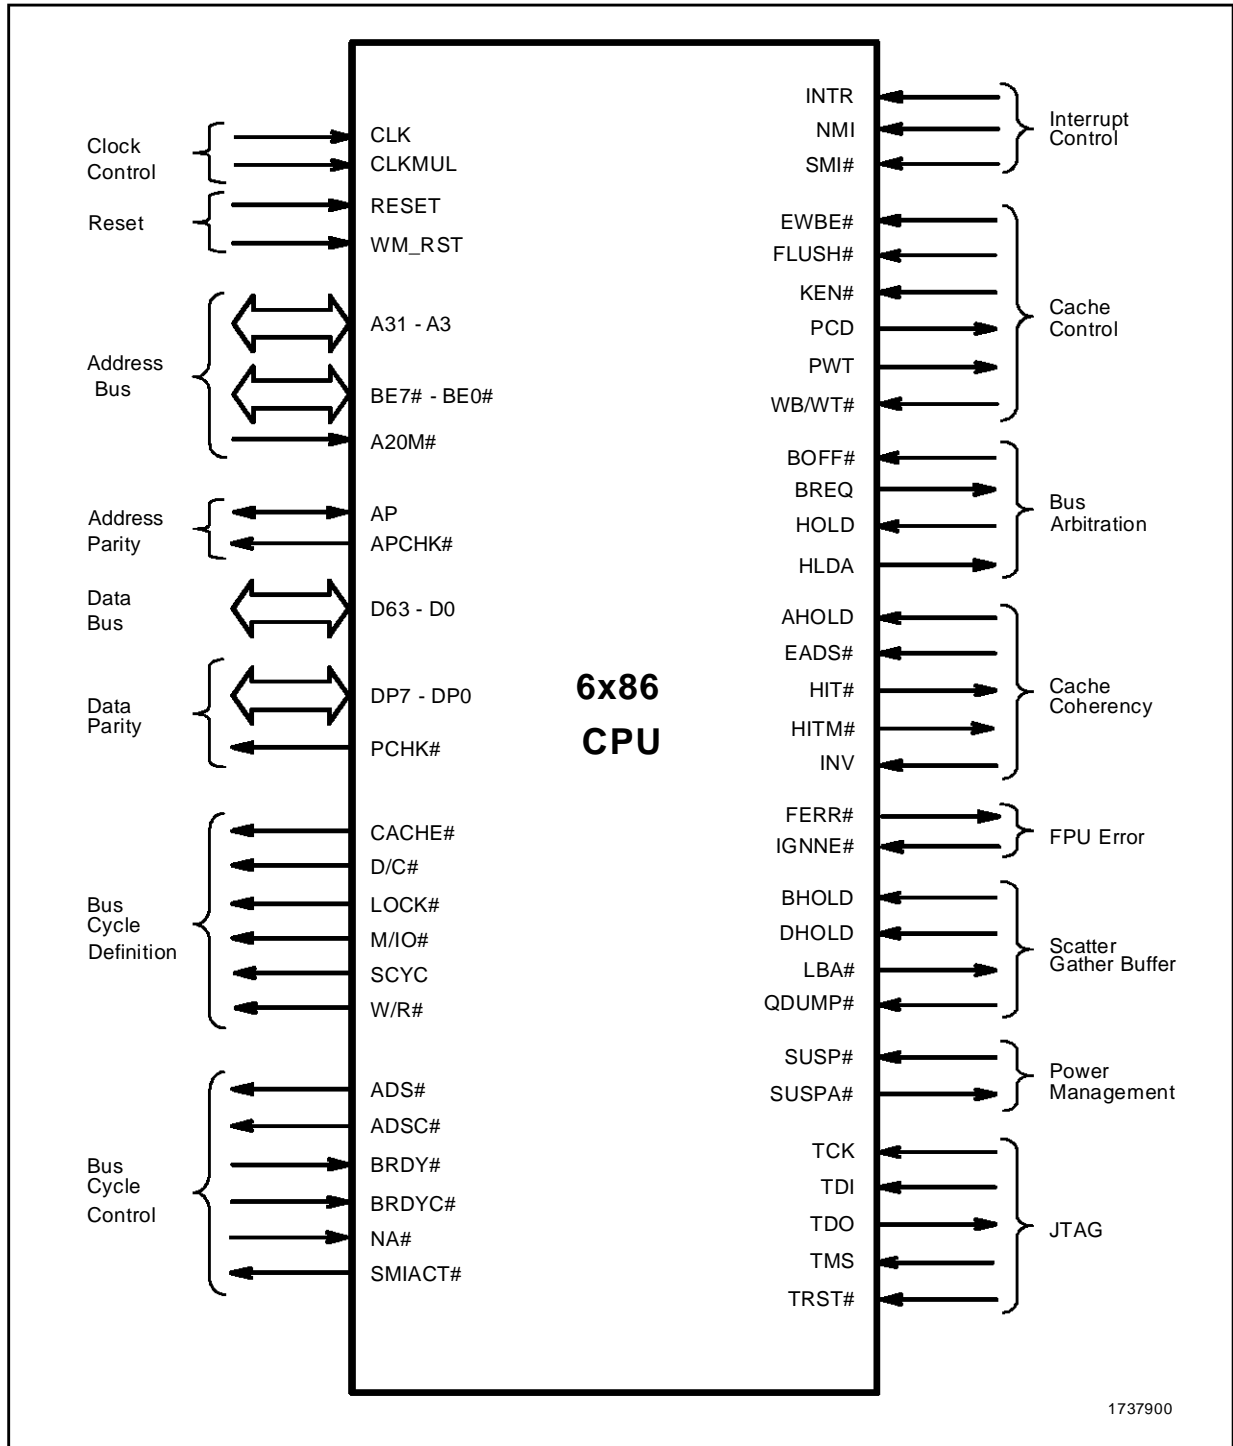 Clock
Control
CLK
CLKMUL
Reset
RESET
WM_RST
Address
Bus
A31 - A3
BE7# - BE0#
A20M#
Address
Parity
AP
APCHK#
Data
Bus
D63 - D0
Data
Parity
DP7 - DP0
PCHK#
Bus
Cycle
Definition
CACHE#
D/C#
LOCK#
M/IO#
SCYC
W/R#
Bus
Cycle
Control
ADS#
ADSC#
BRDY#
BRDYC#
NA#
SMIACT#
6x86
CPU
INTR
NMI
SMI#
Interrupt
Control
EWBE#
FLUSH#
KEN#
PCD
PWT
WB/WT#
Cache
Control
BOFF#
BREQ
HOLD
HLDA
Bus
Arbitration
AHOLD
EADS#
HIT#
HITM#
INV
Cache
Coherency
FERR#
IGNNE#
FPU Error
BHOLD
DHOLD
LBA#
QDUMP#
Scatter
Gather Buffer
SUSP#
SUSPA#
Power
Management
TCK
TDI
TDO
TMS
TRST#
JTAG
1737900